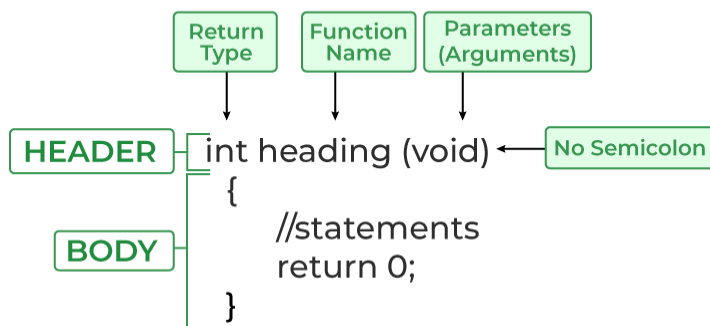 Return
Type
Function
Name
Parameters
(Arguments)
HEADER
int heading (void)
No Semicolon
{
//statements
BODY
return 0;
}